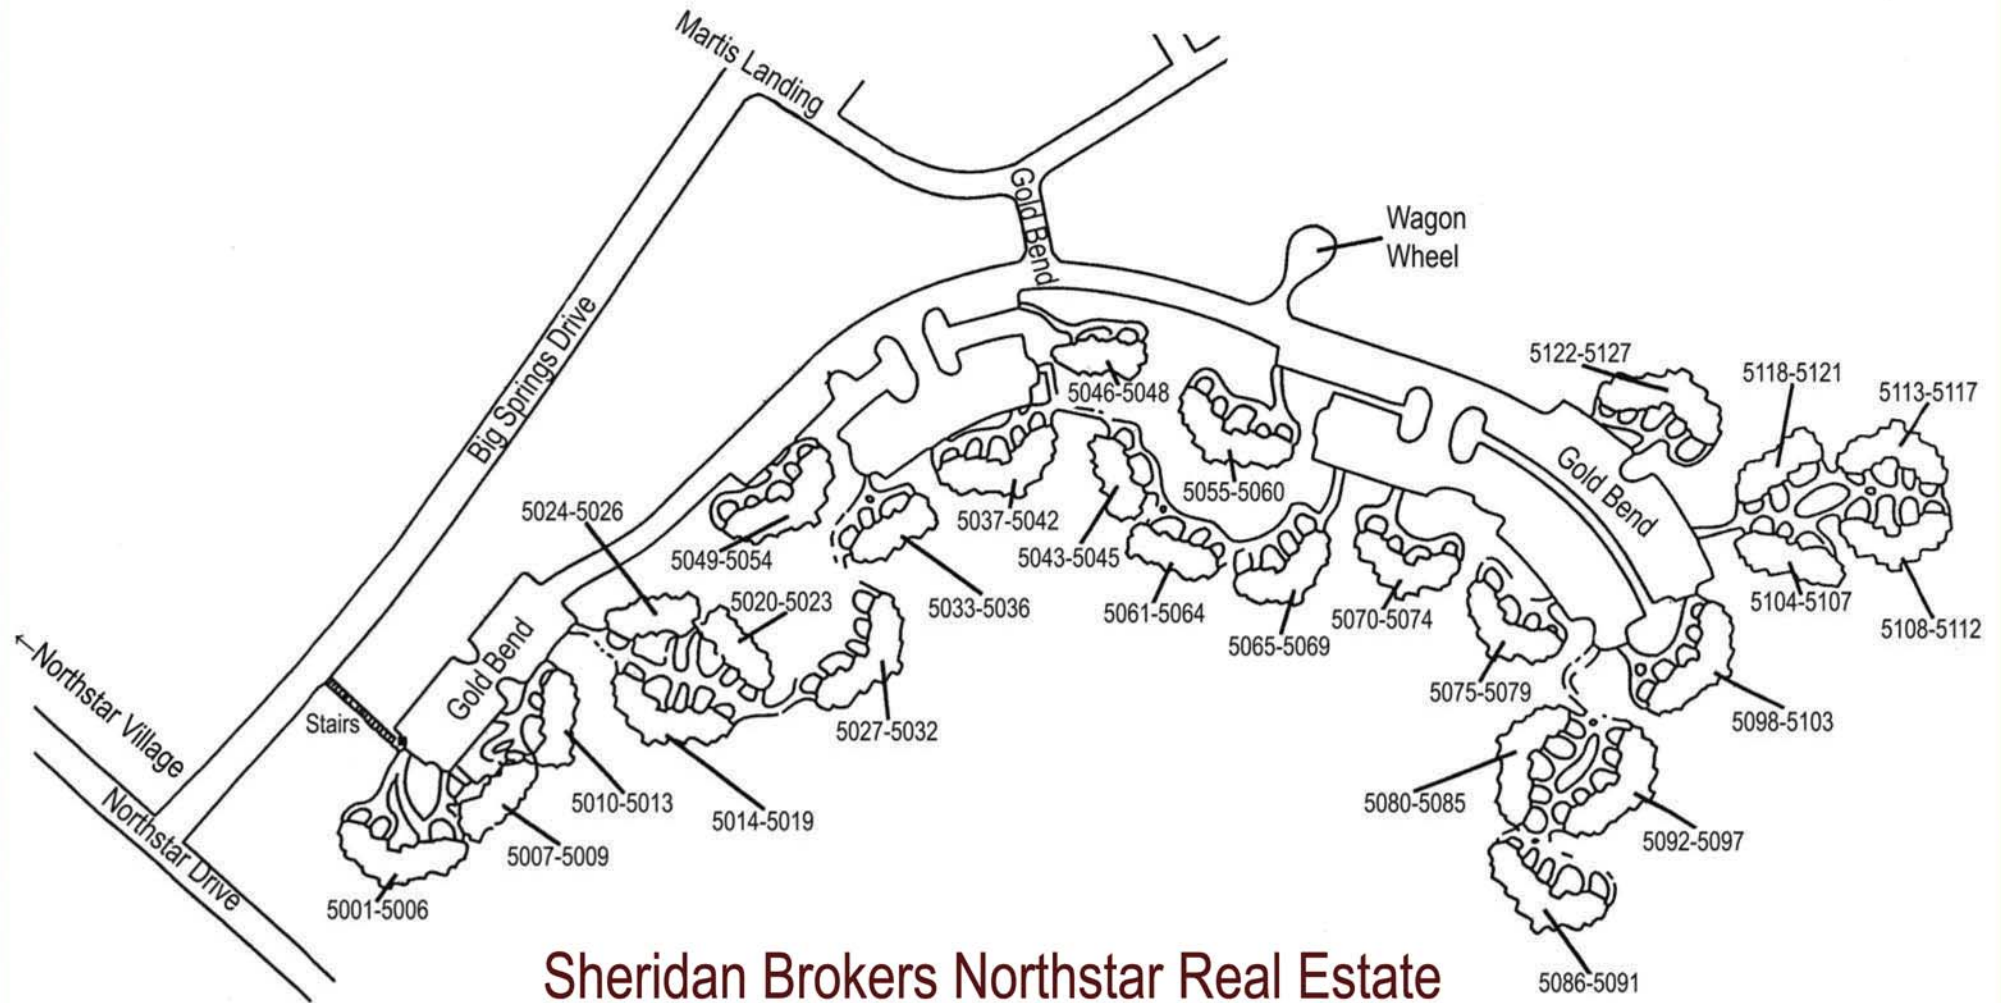 Martis Landing
Gold Bend
Wagon
Wheel
Big Springs Drive
5046-5048
5122-5127
5118-5121
5113-5117
5055-5060
Gold Bend
5024-5026
5037-5042
5049-5054
5043-5045
5020-5023
5033-5036
5061-5064
5065-5069
5070-5074
5104-5107
5108-5112
←Northstar Village
Gold Bend
Stairs
5027-5032
5075-5079
5098-5103
5010-5013
5014-5019
5080-5085
Northstar Drive
5007-5009
5092-5097
5001-5006
5086-5091
Sheridan Brokers Northstar Real Estate